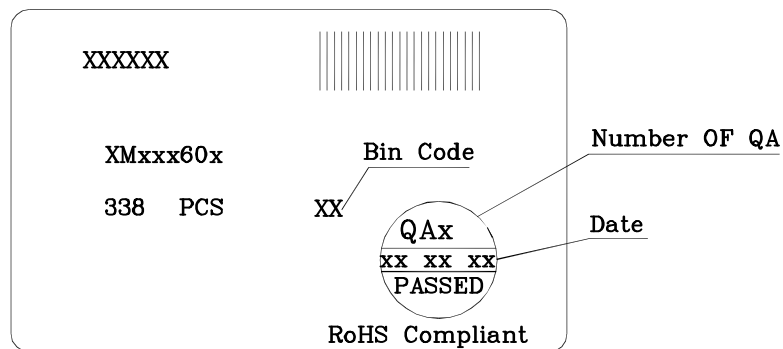 XXXXXX
XMxxx60x
Bin Code
Number OF QA
338 PCS
XX
QAx
Date
xx xx xx
PASSED
RoHS Compliant